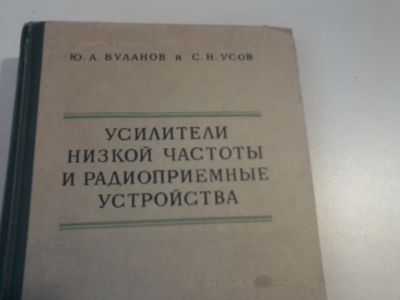 Ю. А. БУЛАНОВ и С. Н. УСОВ
УСИЛИТЕЛИ
НИЗКОЙ ЧАСТОТЫ
И РАДИОПРИЕМНЫЕ
УСТРОЙСТВА